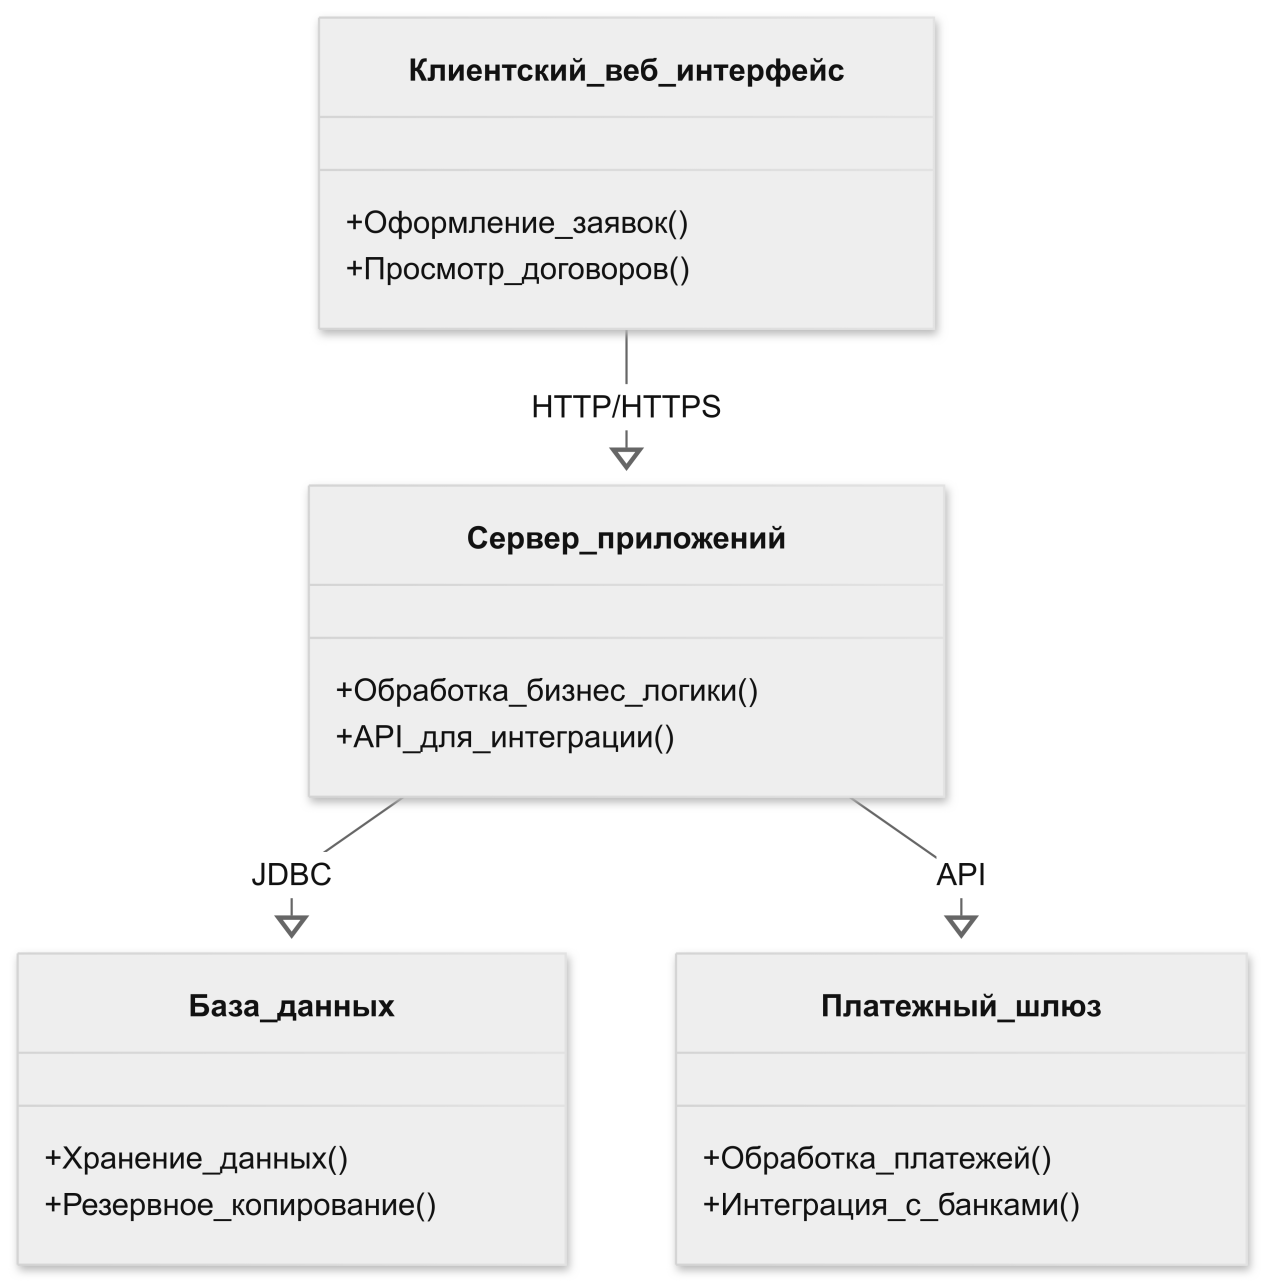 Клиентский_веб_интерфейс
+Оформление_заявок()
+Просмотр_договоров()
HTTP/HTTPS
Сервер_приложений
+Обработка_бизнес_логики()
+API_для_интеграции()
JDBC
API
База_данных
+Хранение_данных()
+Резервное_копирование()
Платежный_шлюз
+Обработка_платежей()
+Интеграция_с_банками()